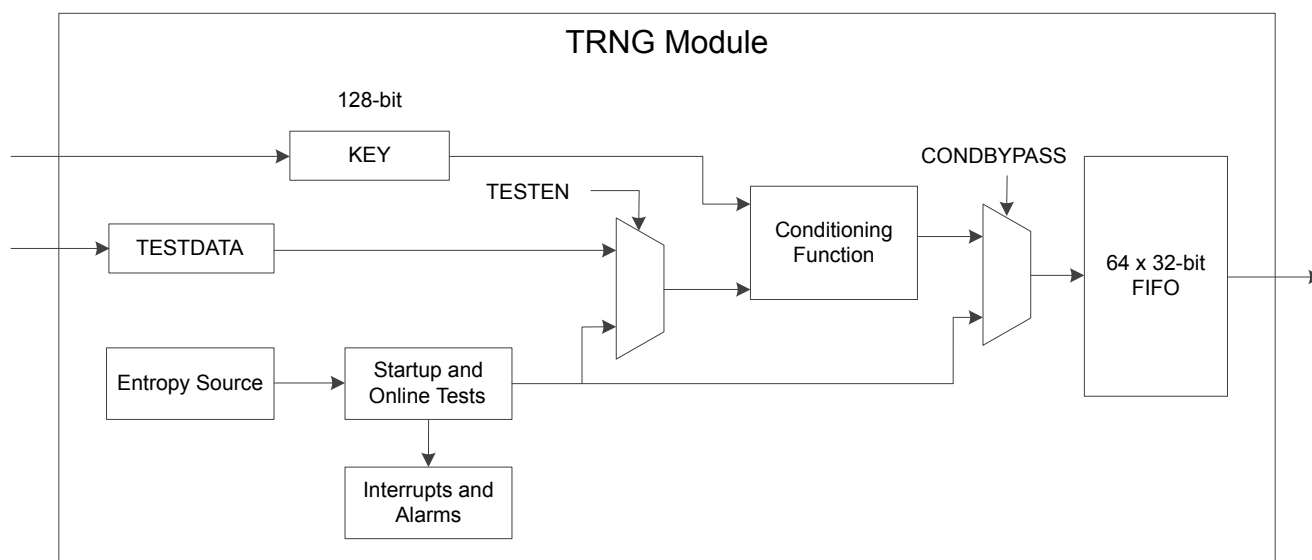 TRNG Module
128-bit
KEY
CONDBYPASS
TESTEN
TESTDATA
Conditioning
Function
64 x 32-bit
FIFO
Entropy Source
Startup and
Online Tests
Interrupts and
Alarms